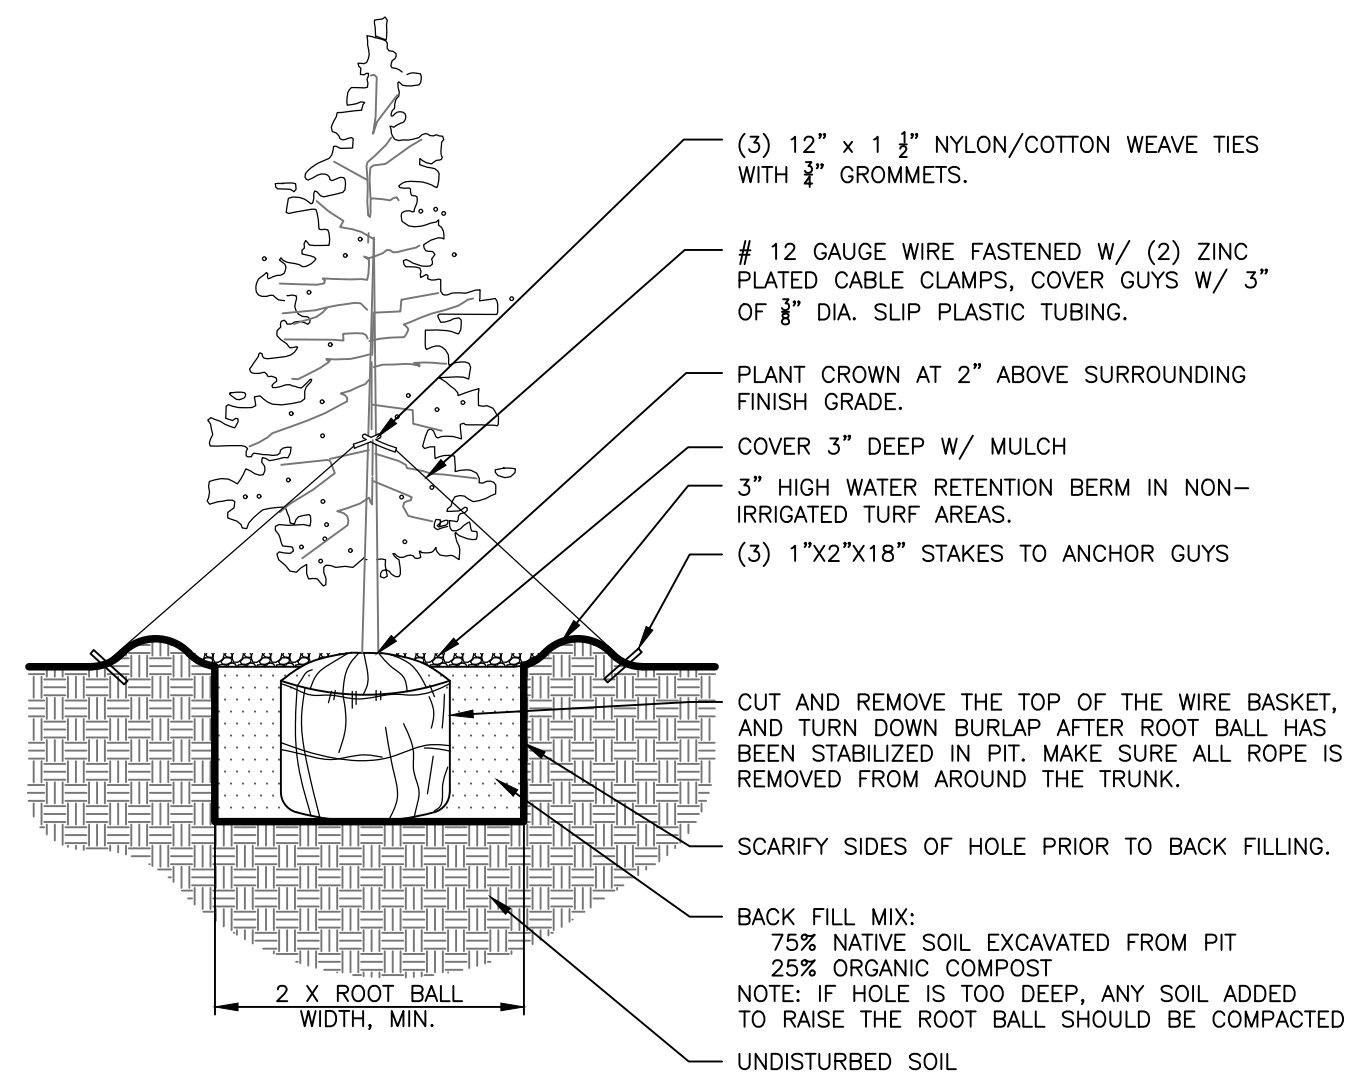 (3) 12" x 1 1/2" NYLON/COTTON WEAVE TIES
WITH 3/4" GROMMETS.
# 12 GAUGE WIRE FASTENED W/ (2) ZINC
PLATED CABLE CLAMPS, COVER GUYS W/ 3"
OF 3/8" DIA. SLIP PLASTIC TUBING.
PLANT CROWN AT 2" ABOVE SURROUNDING
FINISH GRADE.
COVER 3" DEEP W/ MULCH
3" HIGH WATER RETENTION BERM IN NON-
IRRIGATED TURF AREAS.
(3) 1"X2"X18" STAKES TO ANCHOR GUYS
CUT AND REMOVE THE TOP OF THE WIRE BASKET,
AND TURN DOWN BURLAP AFTER ROOT BALL HAS
BEEN STABILIZED IN PIT. MAKE SURE ALL ROPE IS
REMOVED FROM AROUND THE TRUNK.
SCARIFY SIDES OF HOLE PRIOR TO BACK FILLING.
BACK FILL MIX:
75% NATIVE SOIL EXCAVATED FROM PIT
25% ORGANIC COMPOST
NOTE: IF HOLE IS TOO DEEP, ANY SOIL ADDED
TO RAISE THE ROOT BALL SHOULD BE COMPACTED
UNDISTURBED SOIL
2 X ROOT BALL
WIDTH, MIN.